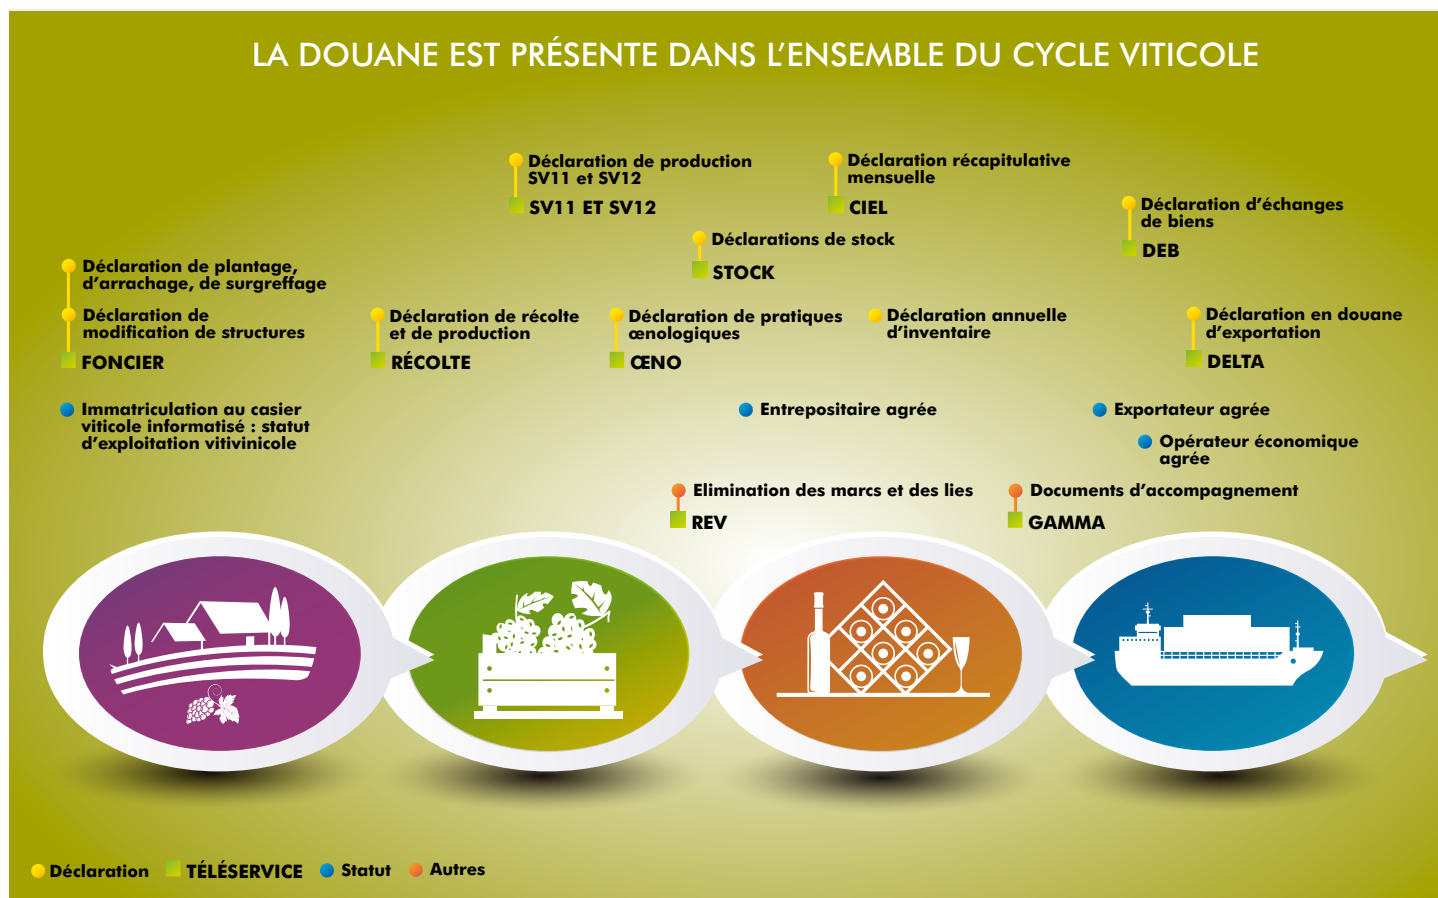 LA DOUANE EST PRÉSENTE DANS L'ENSEMBLE DU CYCLE VITICOLE
Déclaration de production
SV11 et SV12
SV11 ET SV12
Déclaration récapitulative
mensuelle
CIEL
Déclaration d'échanges
de biens
DEB
Déclarations de stock
STOCK
Déclaration de plantage,
d'arrachage, de surgreffage
Déclaration de
modification de structures
FONCIER
Déclaration de récolte
et de production
RÉCOLTE
Déclaration de pratiques
œnologiques
ŒNO
Déclaration annuelle
d'inventaire
Déclaration en douane
d'exportation
DELTA
Immatriculation au casier
viticole informatisé : statut
d'exploitation vitivinicole
Entrepositaire agrée
Exportateur agrée
Opérateur économique
agrée
Elimination des marcs et des lies
REV
Documents d'accompagnement
GAMMA
Déclaration
TÉLÉSERVICE
Statut
Autres